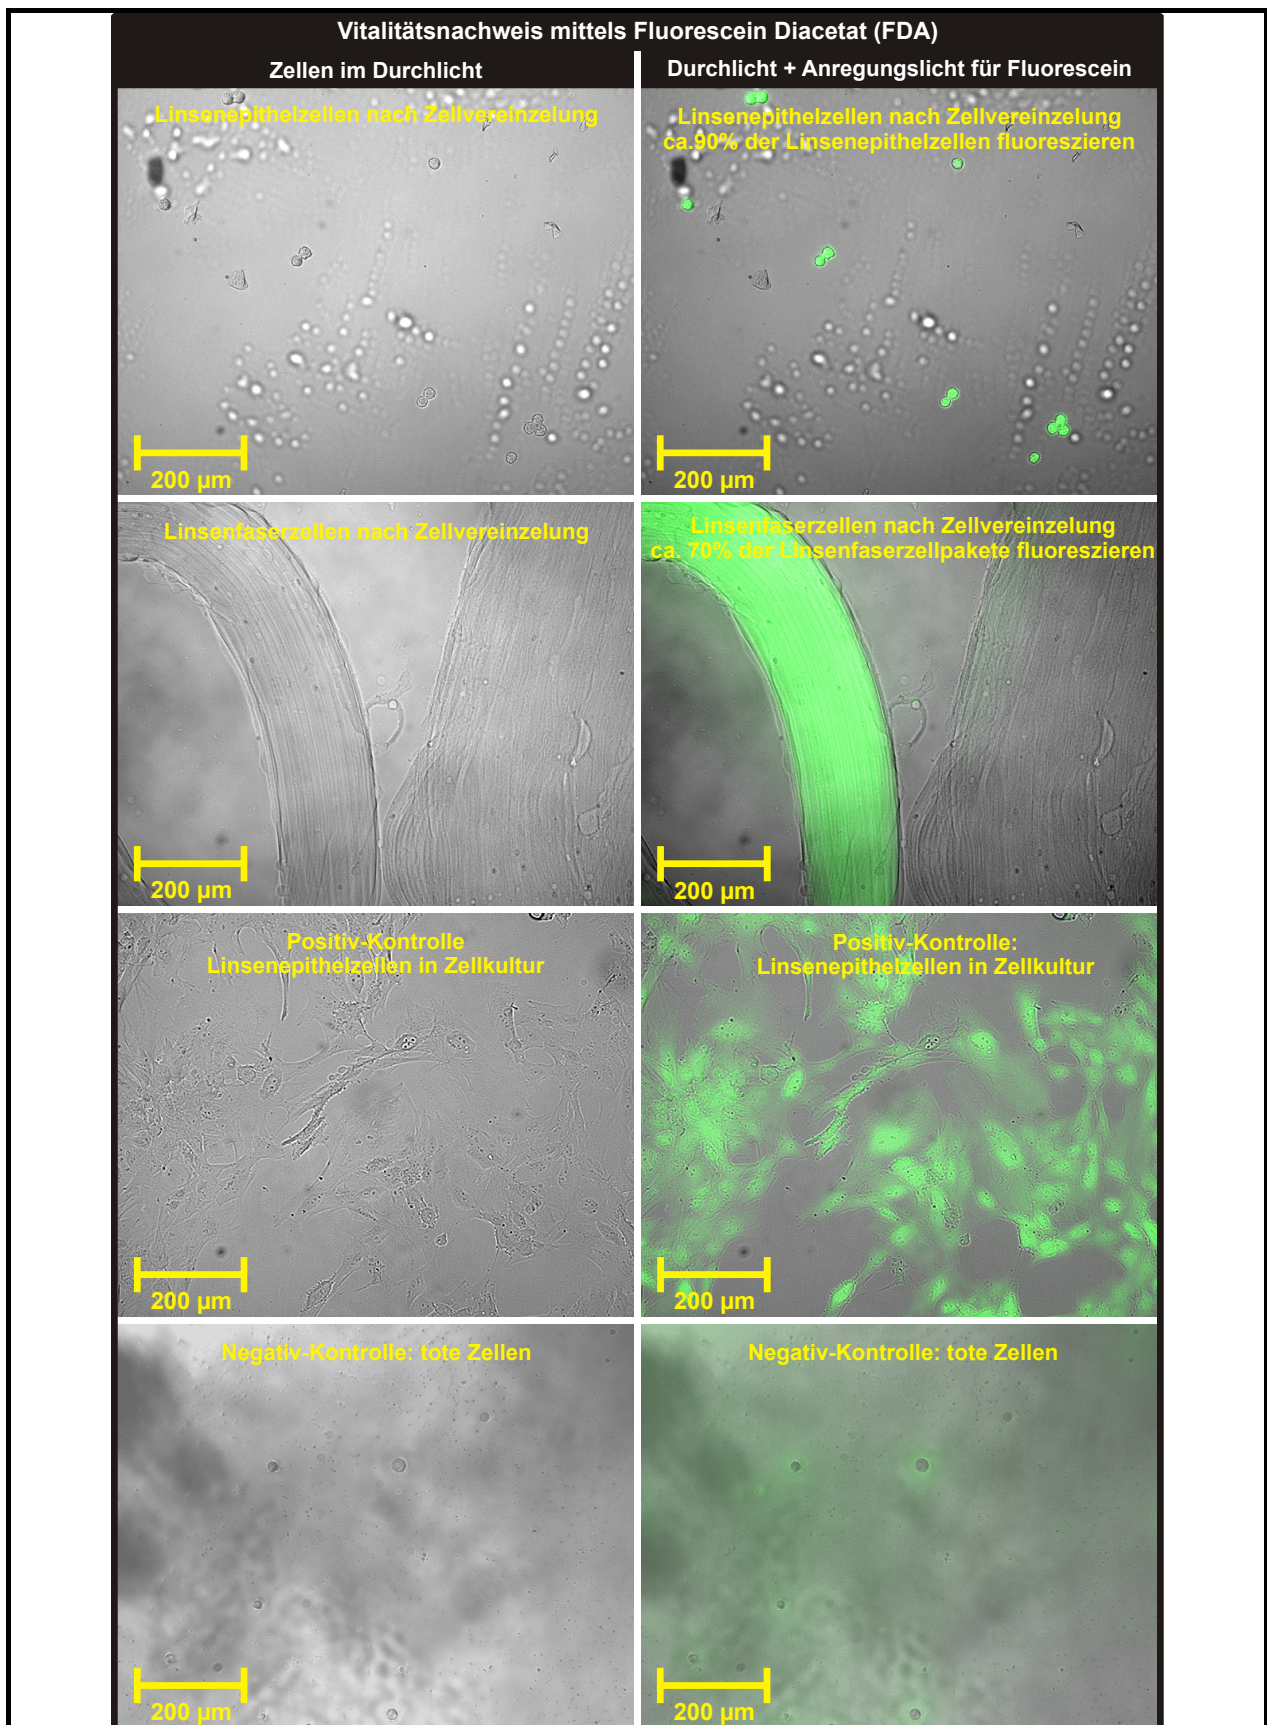 Vitalitätsnachweis mittels Fluorescein Diacetat (FDA)
Zellen im Durchlicht
Durchlicht + Anregungslicht für Fluorescein
Linsenepithelzellen nach Zellvereinzelung
200 µm
Linsenepithelzellen nach Zellvereinzelung
ca.90% der Linsenepithelzellen fluoreszieren
200 µm
Linsenfaserzellen nach Zellvereinzelung
200 µm
Linsenfaserzellen nach Zellvereinzelung
ca. 70% der Linsenfaserzellpakete fluoreszieren
200 µm
Positiv-Kontrolle
Linsenepithelzellen in Zellkultur
200 µm
Positiv-Kontrolle:
Linsenepithelzellen in Zellkultur
200 µm
Negativ-Kontrolle: tote Zellen
200 µm
Negativ-Kontrolle: tote Zellen
200 µm